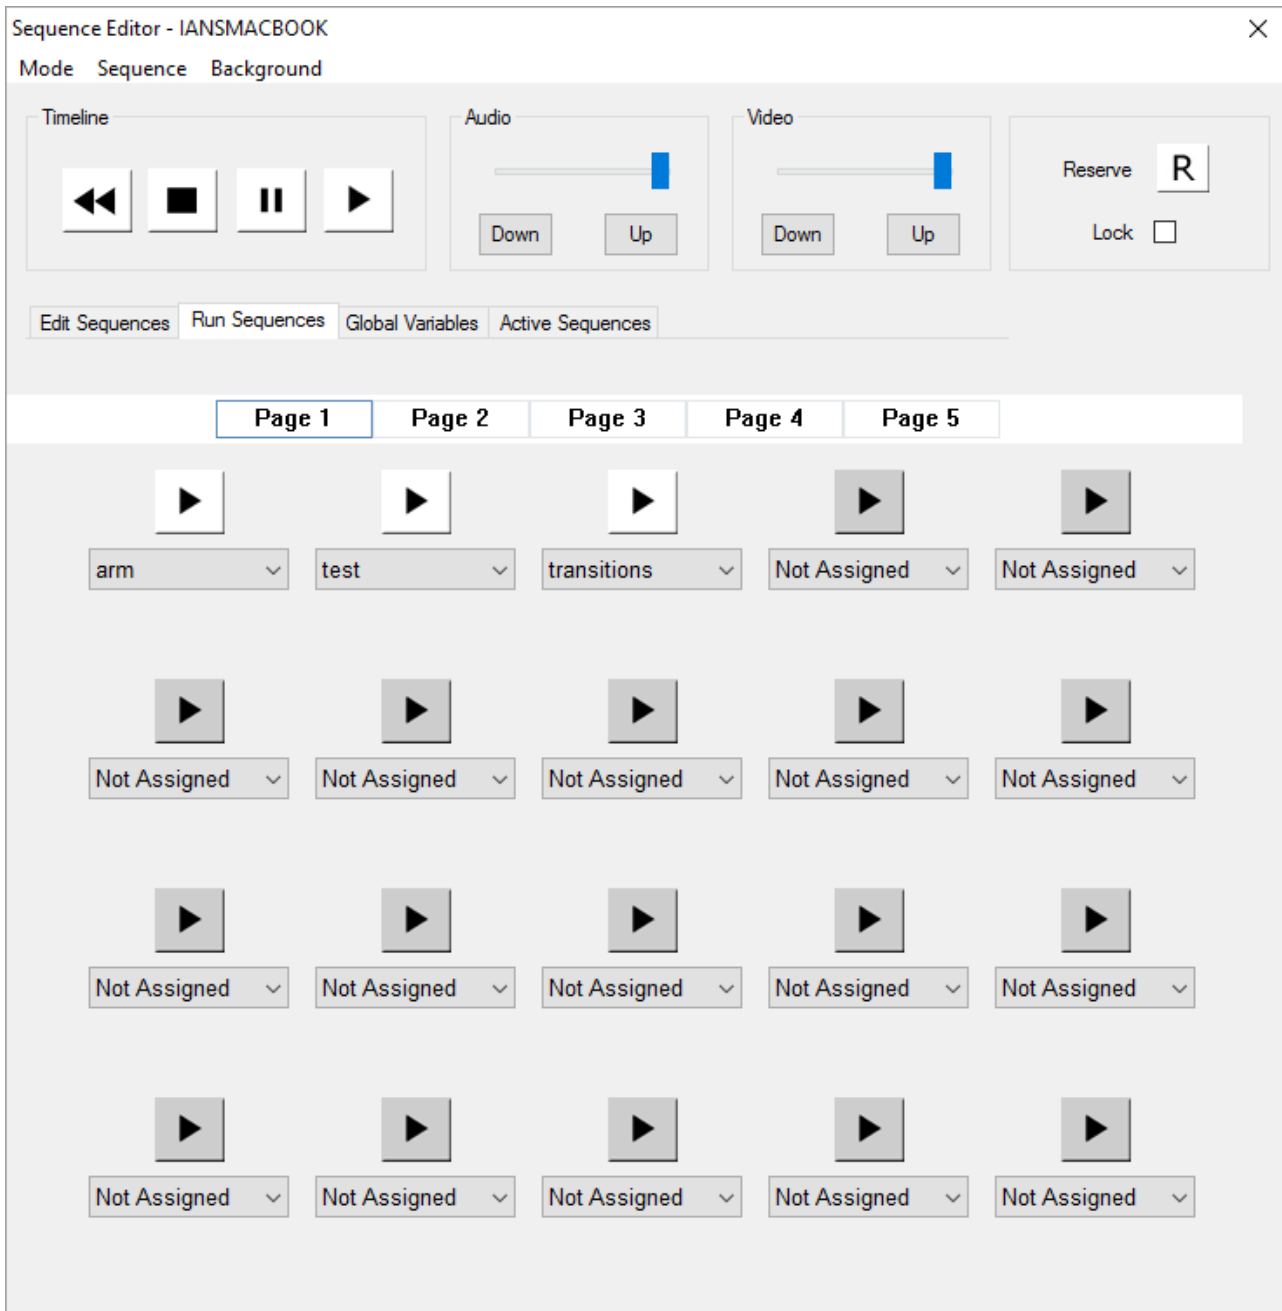 Sequence Editor - IANSMACBOOK
Mode Sequence Background
Timeline Audio Video
Reserve R
Down Up Down Up Lock
Edit Sequences Run Sequences Global Variables Active Sequences
Page 1 Page 2 Page 3 Page 4 Page 5
arm test transitions Not Assigned Not Assigned
Not Assigned Not Assigned Not Assigned Not Assigned Not Assigned
Not Assigned Not Assigned Not Assigned Not Assigned Not Assigned
Not Assigned Not Assigned Not Assigned Not Assigned Not Assigned